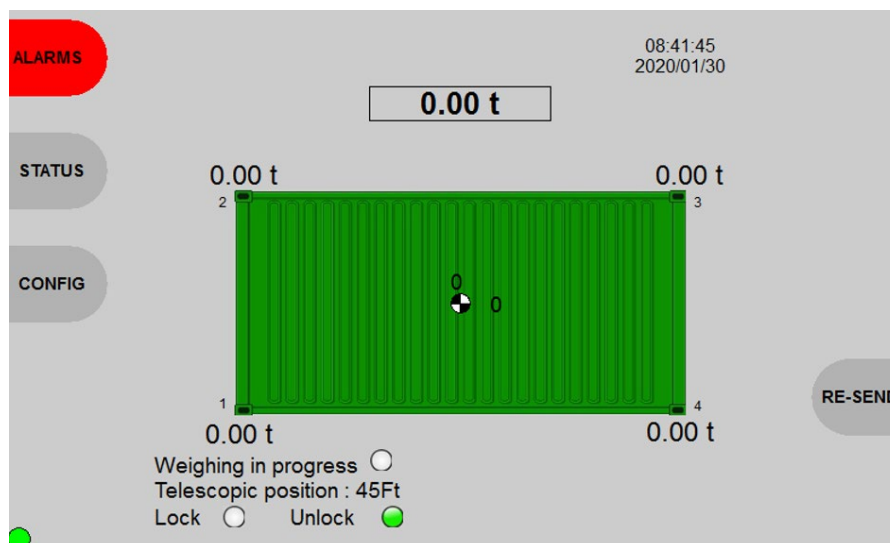 ALARMS
08:41:45
2020/01/30
0.00 t
STATUS
0.00 t
0.00 t
2
3
CONFIG
0
0
RE-SEND
1
4
0.00 t
0.00 t
Weighing in progress
Telescopic position : 45Ft
Lock Unlock